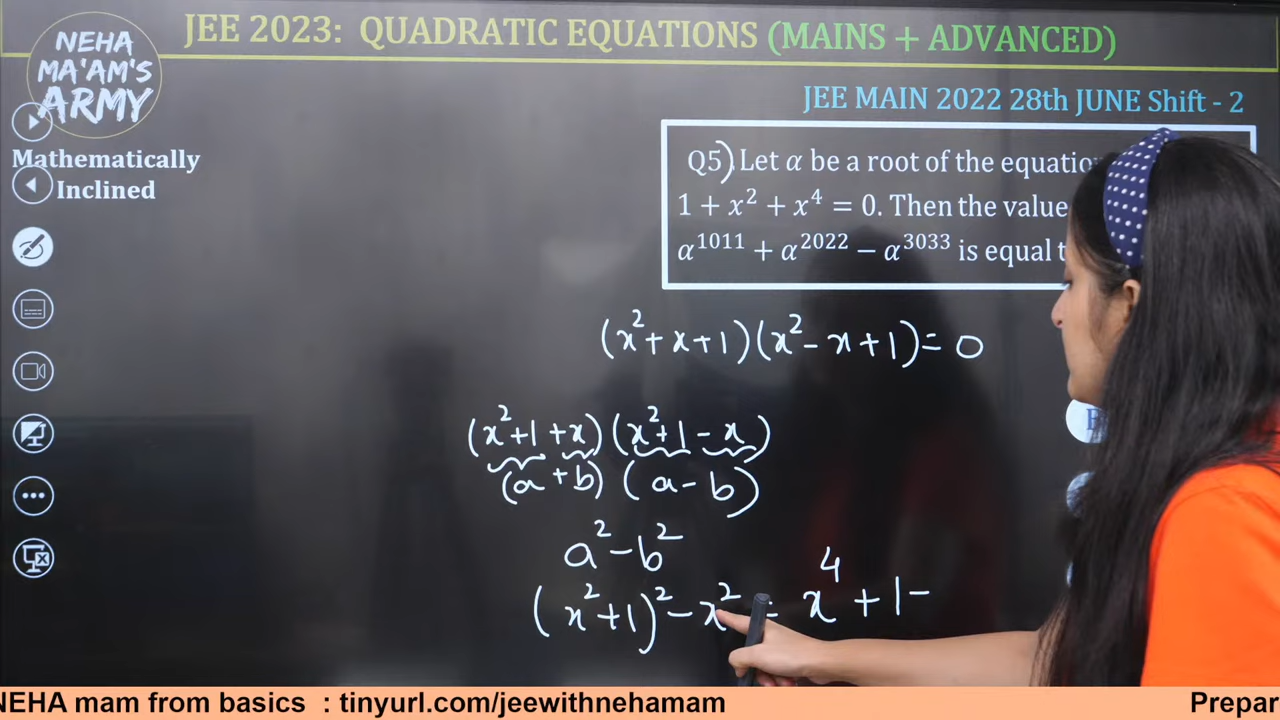 NEHA
MA'AM'S
ARMY
JEE 2023: QUADRATIC EQUATIONS (MAINS + ADVANCED)
JEE MAIN 2022 28th JUNE Shift - 2
Mathematically
Inclined
Q5) Let α be a root of the
1 + x² + x⁴ = 0. Then the value
α¹⁰¹¹ + α²⁰²² − α³⁰³³ is equal
(x²+x+1)(x²-x+1)=0
(x²+1+x)(x²+1-x)
(a+b)(a-b)
a²-b²
(x²+1)²-x² = x⁴+1-
NEHA mam from basics : tinyurl.com/jeewithnehamam
Prepar